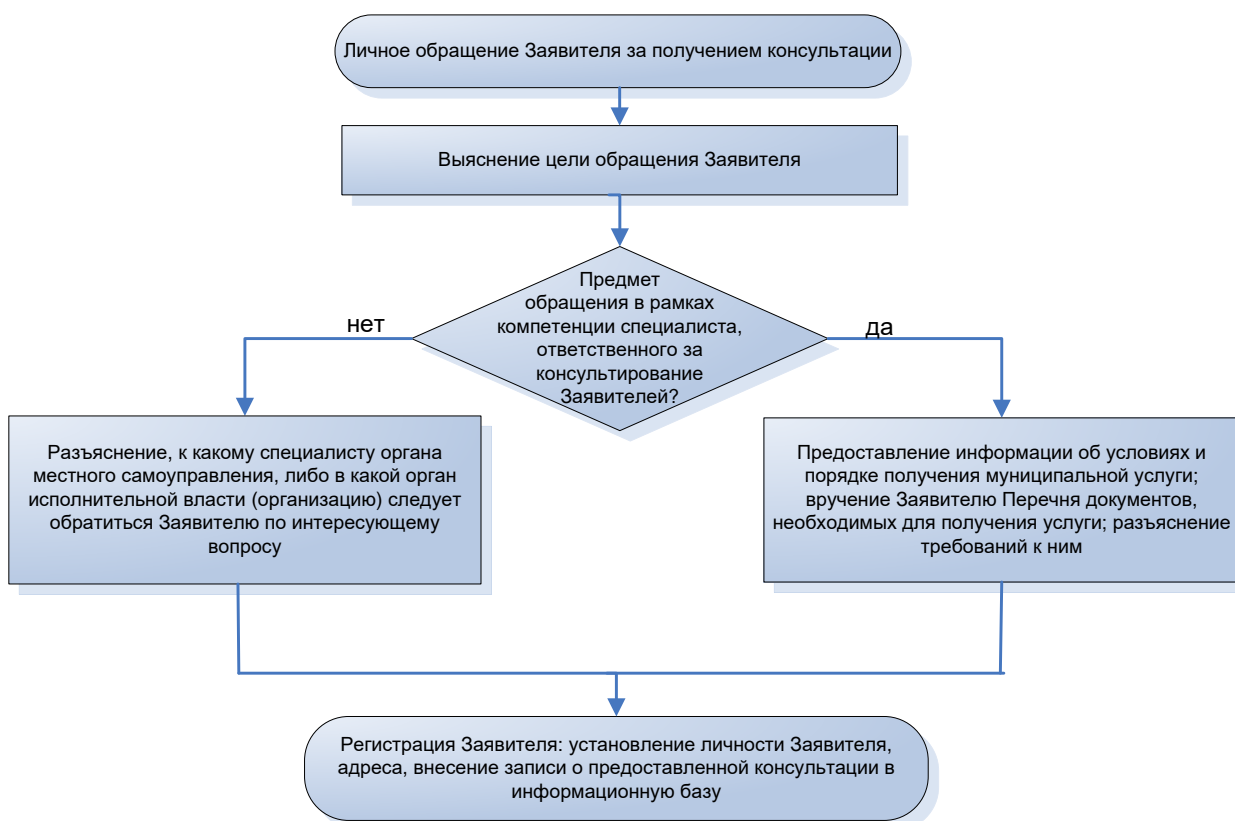 Личное обращение Заявителя за получением консультации
Выяснение цели обращения Заявителя
Предмет
обращения в рамках
компетенции специалиста,
ответственного за
консультирование
Заявителей?
нет
да
Разъяснение, к какому специалисту органа
местного самоуправления, либо в какой орган
исполнительной власти (организацию) следует
обратиться Заявителю по интересующему
вопросу
Предоставление информации об условиях и
порядке получения муниципальной услуги;
вручение Заявителю Перечня документов,
необходимых для получения услуги; разъяснение
требований к ним
Регистрация Заявителя: установление личности Заявителя,
адреса, внесение записи о предоставленной консультации в
информационную базу